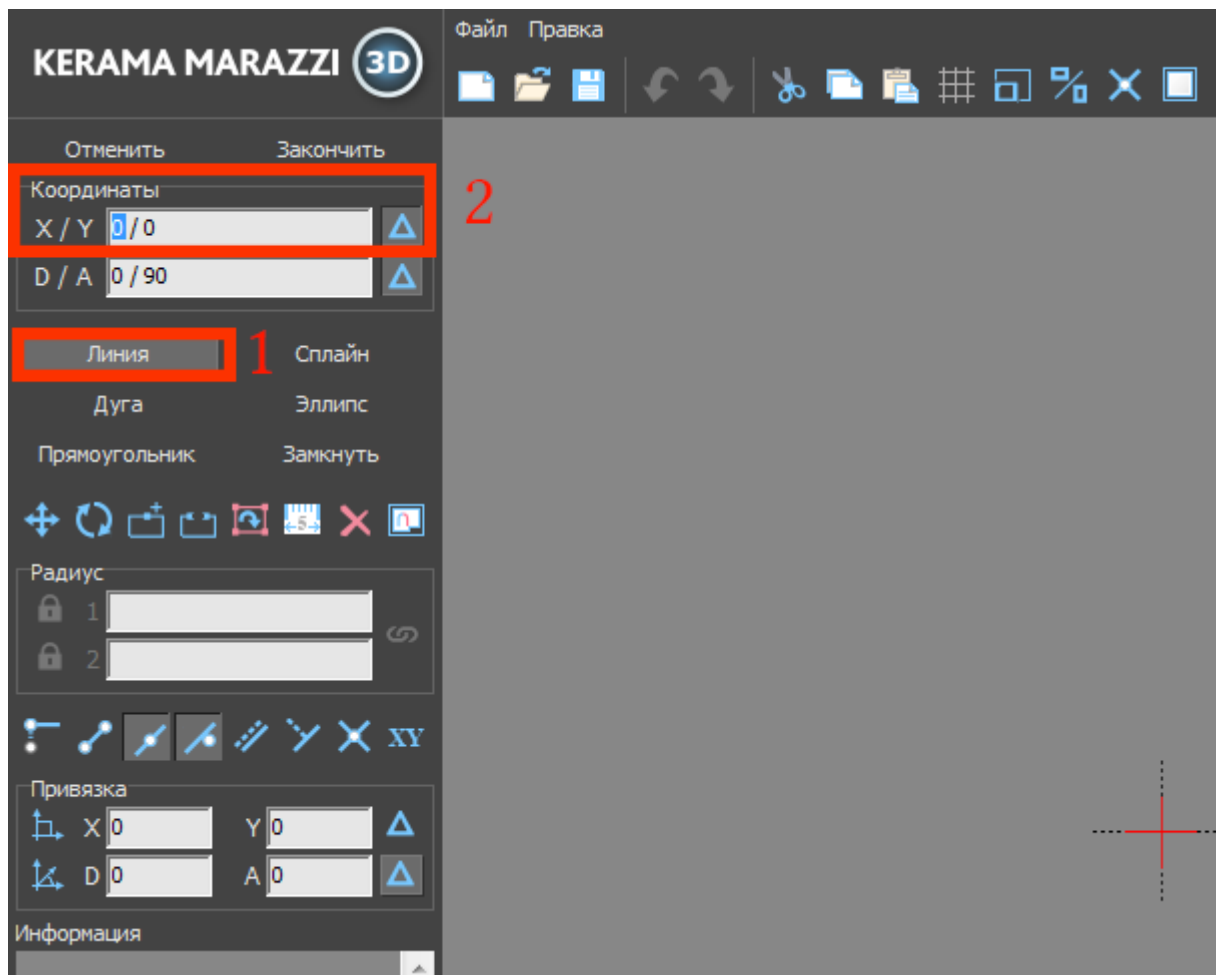 KERAMA MARAZZI 3D
Файл Правка
Отменить Закончить
Координаты
X / Y 0 / 0
2
D / A 0 / 90
Линия 1 Сплайн
Дуга Эллипс
Прямоугольник Замкнуть
5
Радиус
1
2
XY
Привязка
X 0 Y 0
D 0 A 0
Информация